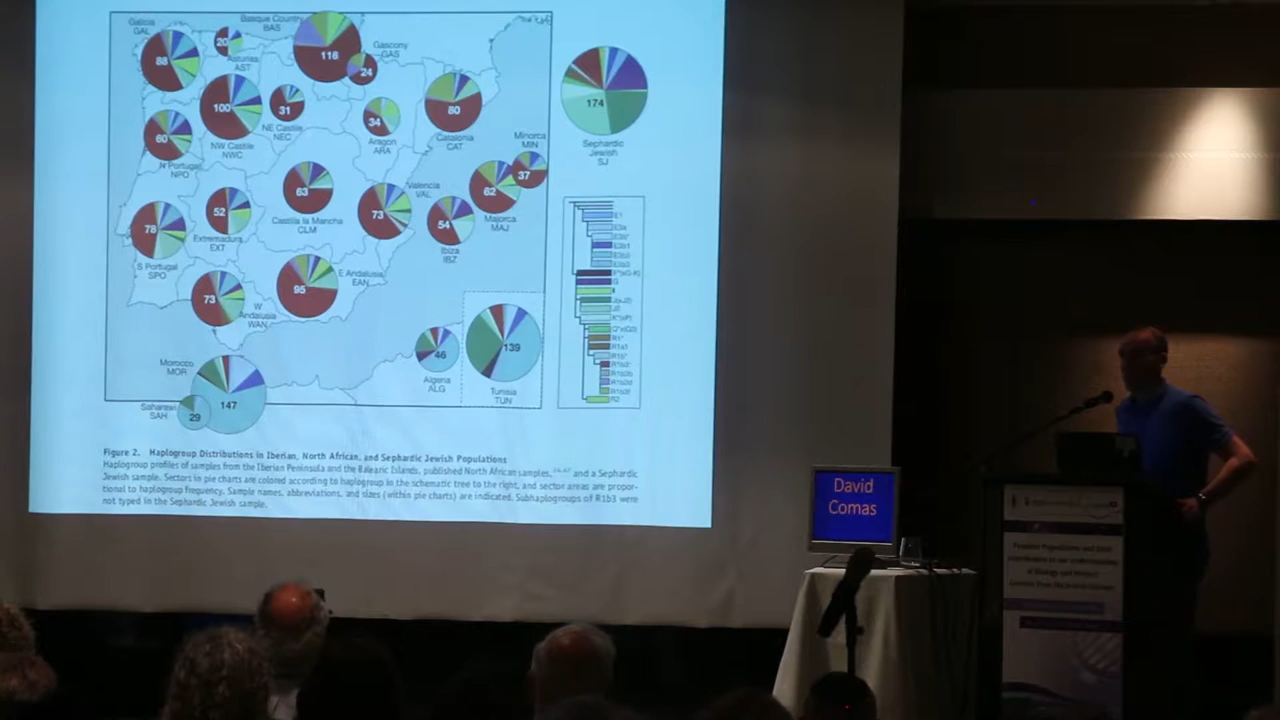 Galicia
GAL
88
20
Asturias
AST
Basque Country
BAS
116
Gascony
GAS
24
100
NW Castile
NWC
31
NE Castile
NEC
34
Aragon
ARA
80
Catalonia
CAT
174
Sephardic
Jewish
SJ
60
N Portugal
NPO
63
Castilla la Mancha
CLM
Valencia
VAL
73
Minorca
MIN
37
62
Majorca
MAJ
54
Ibiza
IBZ
52
Extremadura
EXT
78
S Portugal
SPO
73
W
Andalusia
WAN
95
E Andalusia
EAN
46
Algeria
ALG
139
Tunisia
TUN
Morocco
MOR
147
Saharawi
SAH
29
Figure 2. Haplogroup Distributions in Iberian, North African, and Sephardic Jewish Populations
Haplogroup profiles of samples from the Iberian Peninsula and the Balearic Islands, published North African samples, and a Sephardic
Jewish sample. Sectors in pie charts are colored according to haplogroup in the schematic tree to the right, and sector areas are propor-
tional to haplogroup frequency. Sample names, abbreviations, and sizes (within pie charts) are indicated. Subhaplogroups of R1b3 were
not typed in the Sephardic Jewish sample.
David
Comas